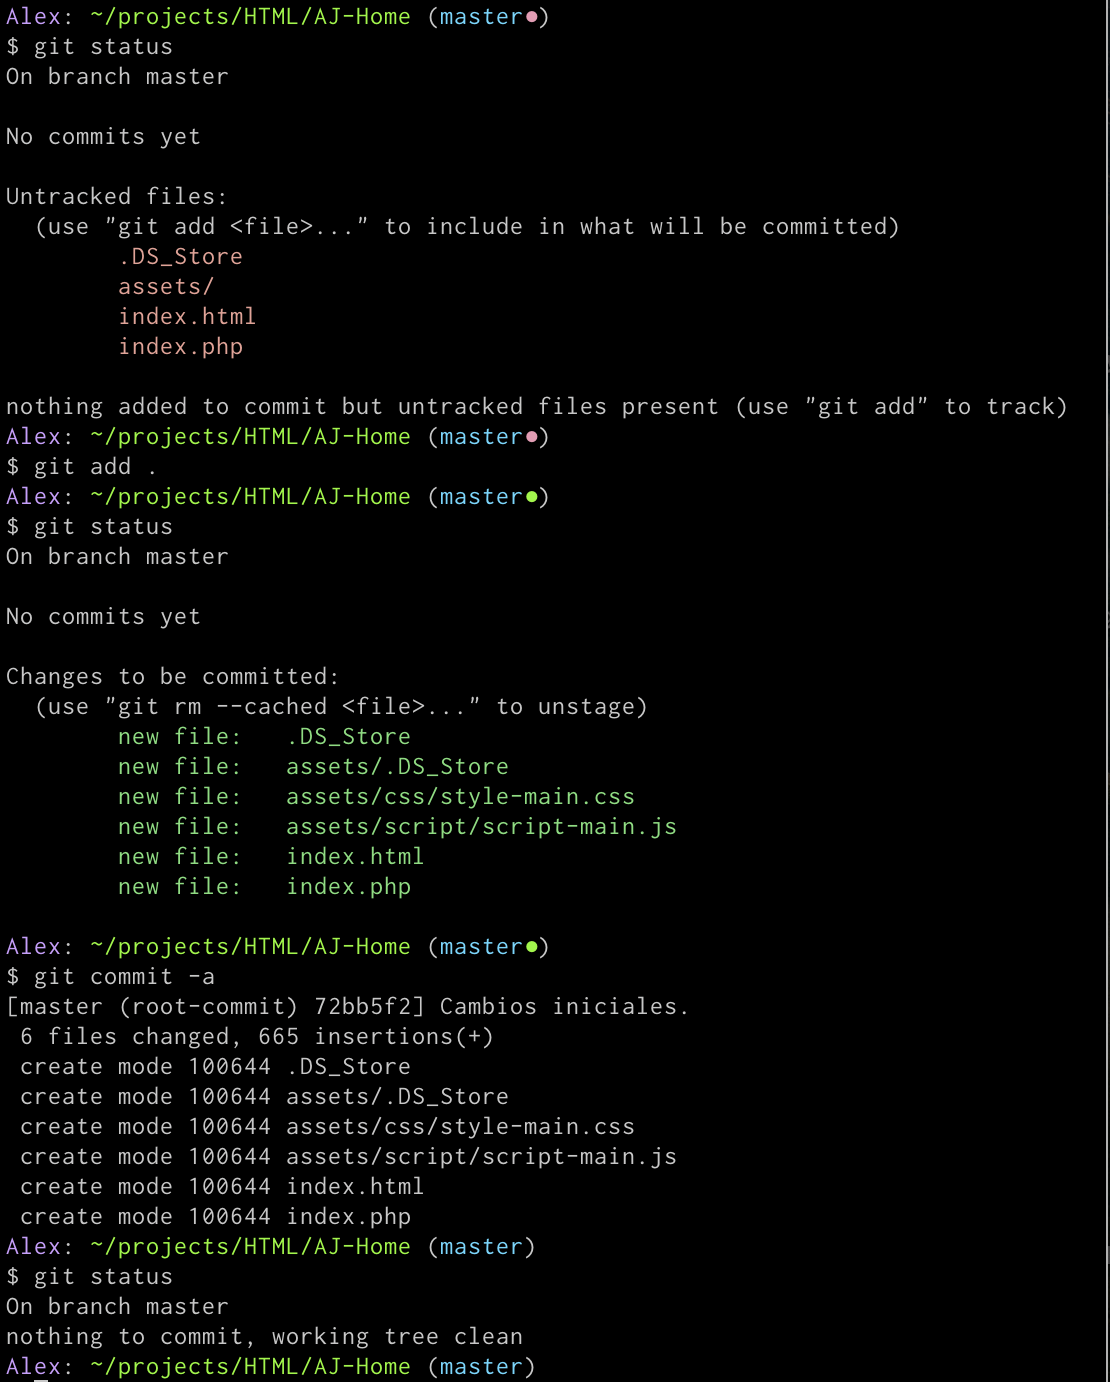 Alex: ~/projects/HTML/AJ-Home (master●)
$ git status
On branch master

No commits yet

Untracked files:
  (use "git add <file>..." to include in what will be committed)
        .DS_Store
        assets/
        index.html
        index.php

nothing added to commit but untracked files present (use "git add" to track)
Alex: ~/projects/HTML/AJ-Home (master●)
$ git add .
Alex: ~/projects/HTML/AJ-Home (master●)
$ git status
On branch master

No commits yet

Changes to be committed:
  (use "git rm --cached <file>..." to unstage)
        new file:   .DS_Store
        new file:   assets/.DS_Store
        new file:   assets/css/style-main.css
        new file:   assets/script/script-main.js
        new file:   index.html
        new file:   index.php

Alex: ~/projects/HTML/AJ-Home (master●)
$ git commit -a
[master (root-commit) 72bb5f2] Cambios iniciales.
 6 files changed, 665 insertions(+)
 create mode 100644 .DS_Store
 create mode 100644 assets/.DS_Store
 create mode 100644 assets/css/style-main.css
 create mode 100644 assets/script/script-main.js
 create mode 100644 index.html
 create mode 100644 index.php
Alex: ~/projects/HTML/AJ-Home (master)
$ git status
On branch master
nothing to commit, working tree clean
Alex: ~/projects/HTML/AJ-Home (master)